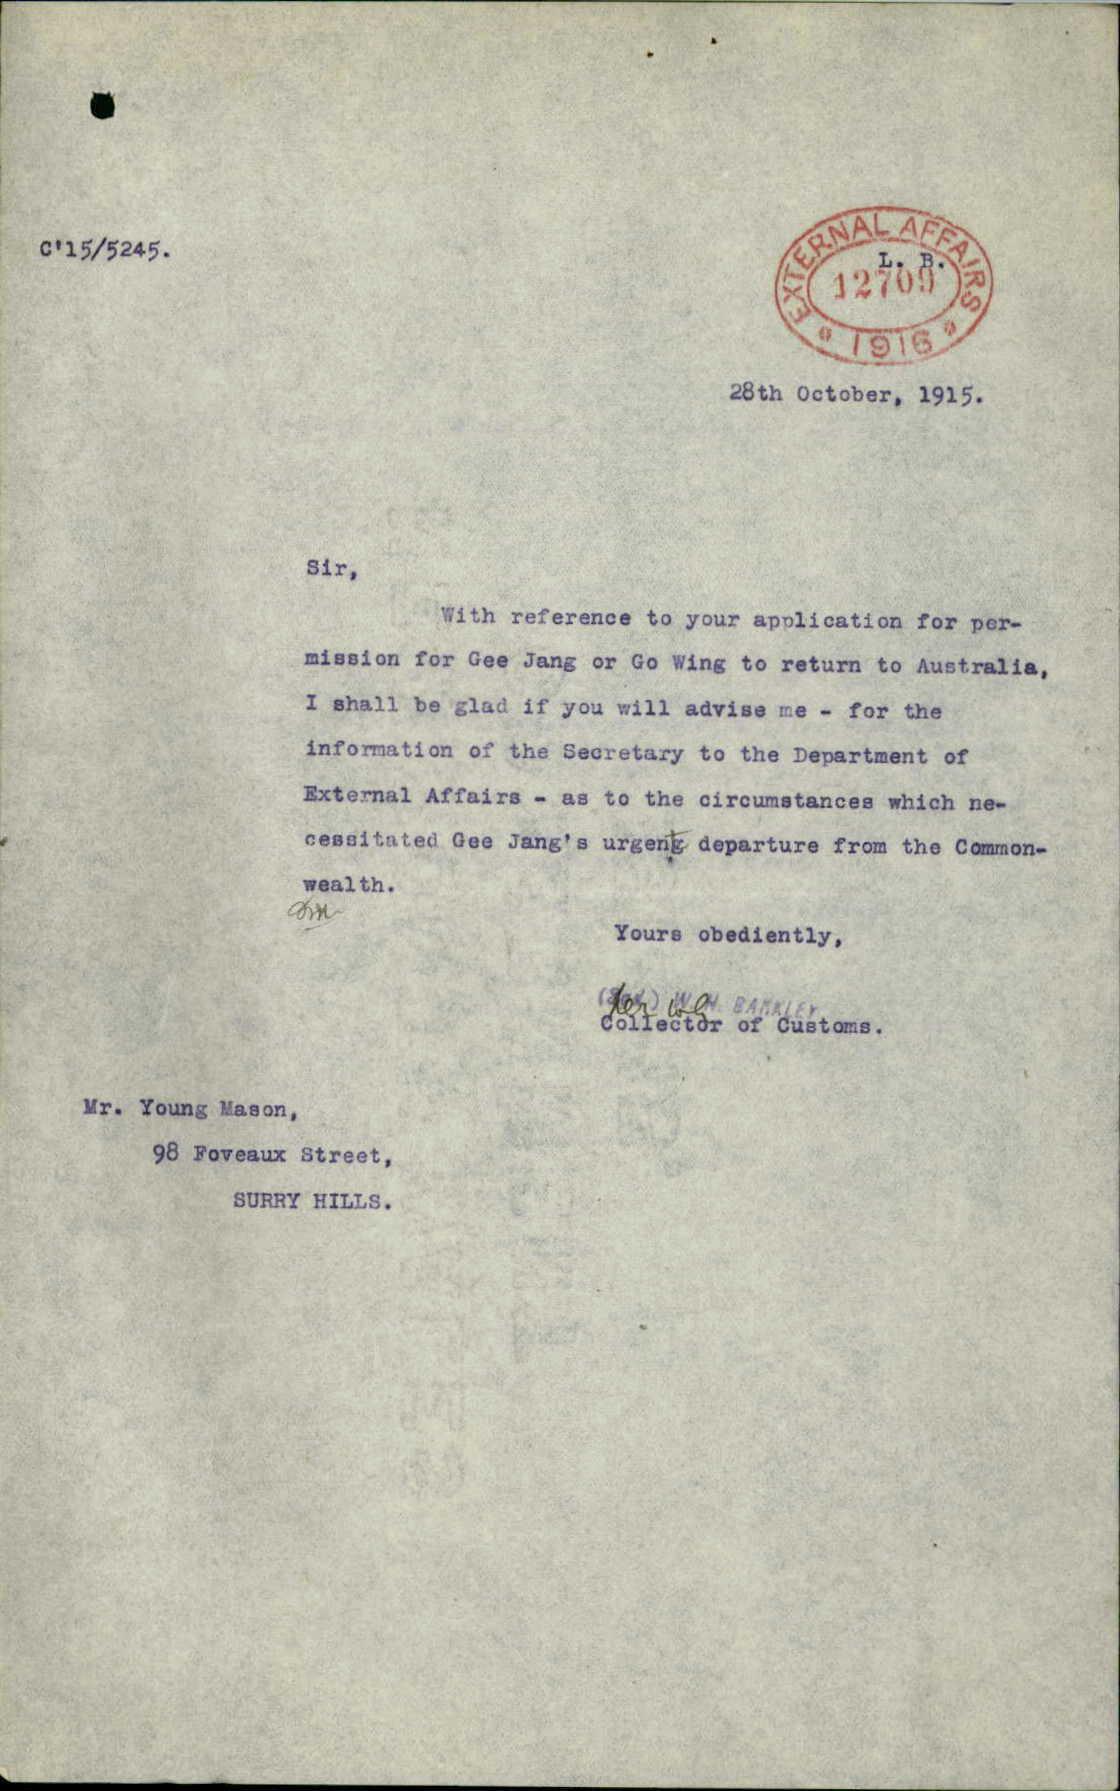 C'15/5245.
EXTERNAL AFFAIRS
L. B.
12709
1916
28th October, 1915.
Sir,
With reference to your application for per-
mission for Gee Jang or Go Wing to return to Australia,
I shall be glad if you will advise me - for the
information of the Secretary to the Department of
External Affairs - as to the circumstances which ne-
cessitated Gee Jang's urgent departure from the Common-
wealth.
Yours obediently,
(Sgd) W. H. BARKLEY
Collector of Customs.
Mr. Young Mason,
98 Foveaux Street,
SURRY HILLS.